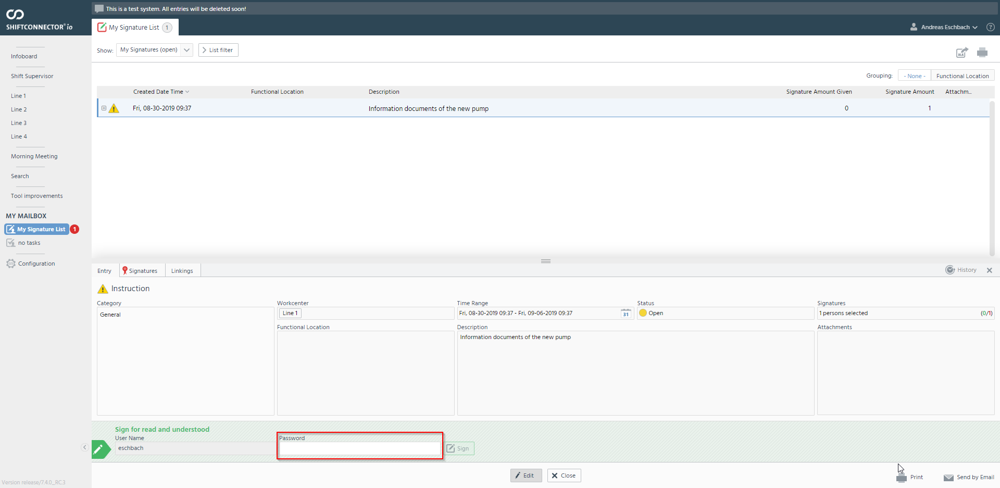 This is a test system. All entries will be deleted soon!
SHIFTCONNECTOR® io
My Signature List 1
Andreas Eschbach
?
Show: My Signatures (open) List filter
XLS
Infoboard
Shift Supervisor
Line 1
Line 2
Line 3
Line 4
Morning Meeting
Search
Tool improvements
MY MAILBOX
My Signature List 1
no tasks
Configuration
Version release/7.4.0_RC.3
Grouping: - None - Functional Location
Created Date Time Functional Location Description Signature Amount Given Signature Amount Attachm...
Fri, 08-30-2019 09:37 Information documents of the new pump 0 1
Entry Signatures Linkings History
Instruction
Category Workcenter Time Range Status Signatures
General Line 1 Fri, 08-30-2019 09:37 - Fri, 09-06-2019 09:37 31 Open 1 persons selected (0/1)
Functional Location Description Attachments
Information documents of the new pump
Sign for read and understood
User Name Password
eschbach Sign
Edit Close
Print Send by Email